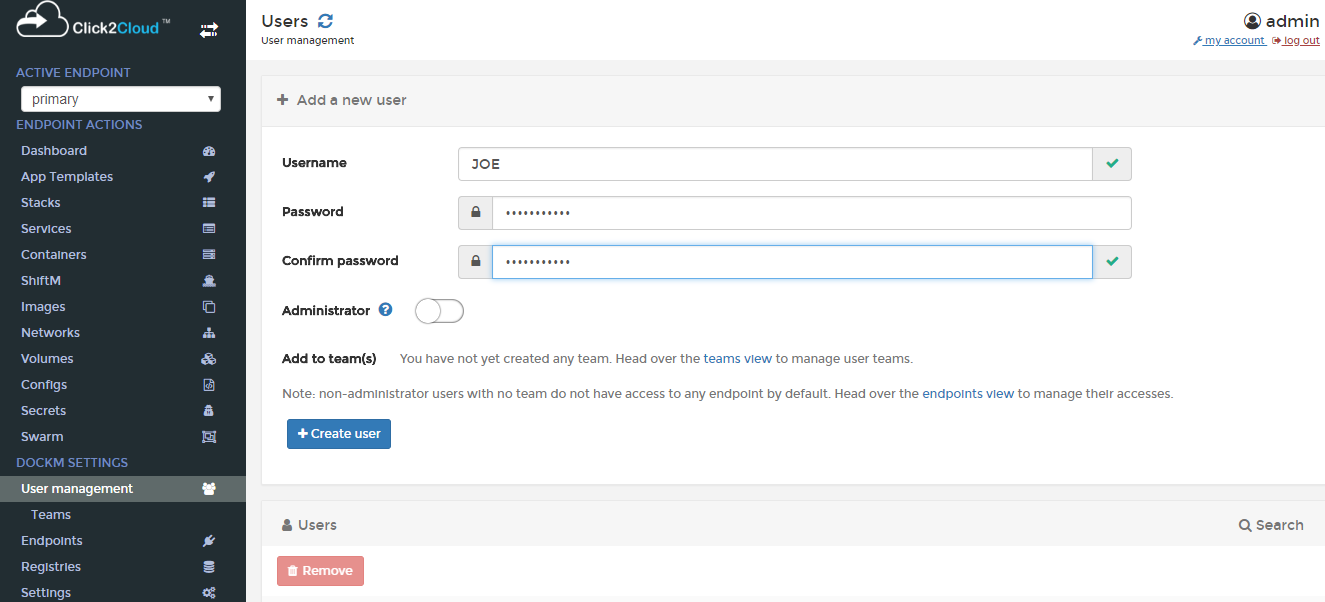 Click2Cloud™
ACTIVE ENDPOINT
primary
ENDPOINT ACTIONS
Dashboard
App Templates
Stacks
Services
Containers
ShiftM
Images
Networks
Volumes
Configs
Secrets
Swarm
DOCKM SETTINGS
User management
Teams
Endpoints
Registries
Settings
Users
User management
admin
my account log out
Add a new user
Username JOE
Password •••••••••••
Confirm password •••••••••••
Administrator ?
Add to team(s) You have not yet created any team. Head over the teams view to manage user teams.
Note: non-administrator users with no team do not have access to any endpoint by default. Head over the endpoints view to manage their accesses.
+ Create user
Users Search
Remove